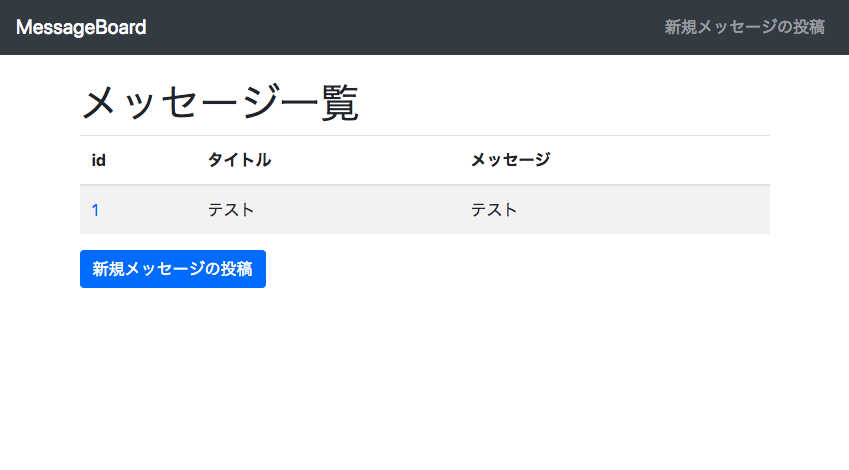 MessageBoard 新規メッセージの投稿
メッセージ一覧
id タイトル メッセージ
1 テスト テスト
新規メッセージの投稿